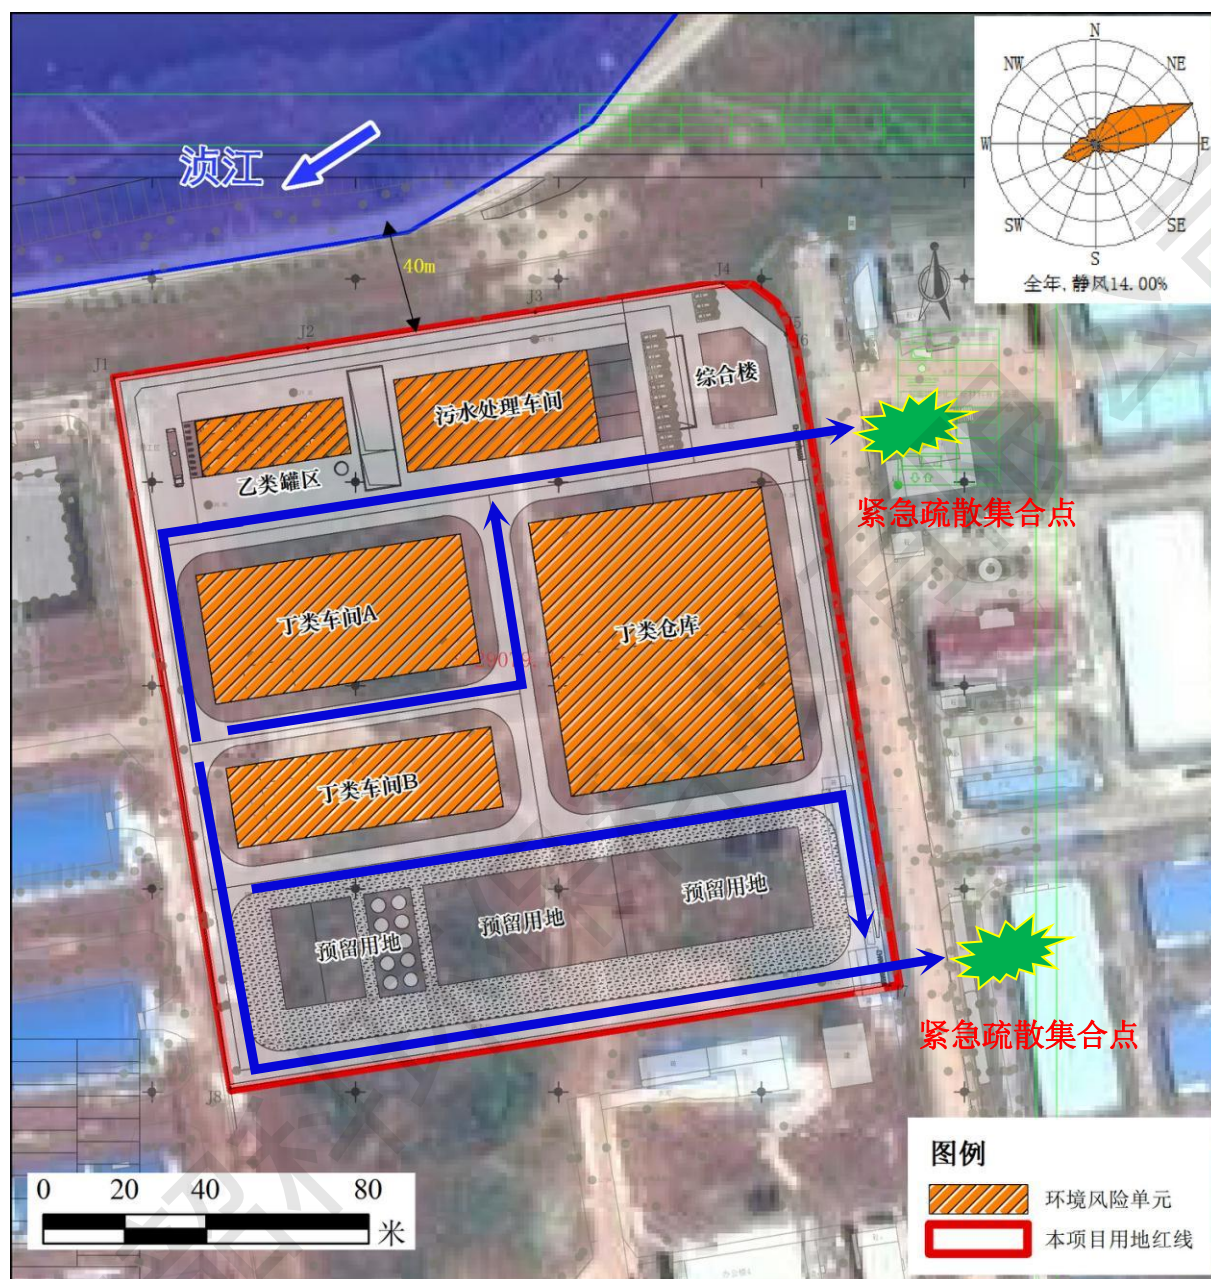 N
NW
NE
W
E
SW
SE
S
全年, 静风14.00%
浈江
40m
J4
J3
J2
J1
综合楼
污水处理车间
乙类罐区
紧急疏散集合点
丁类车间A
丁类仓库
丁类车间B
预留用地
预留用地
预留用地
紧急疏散集合点
J8
图例
环境风险单元
本项目用地红线
0 20 40 80
米